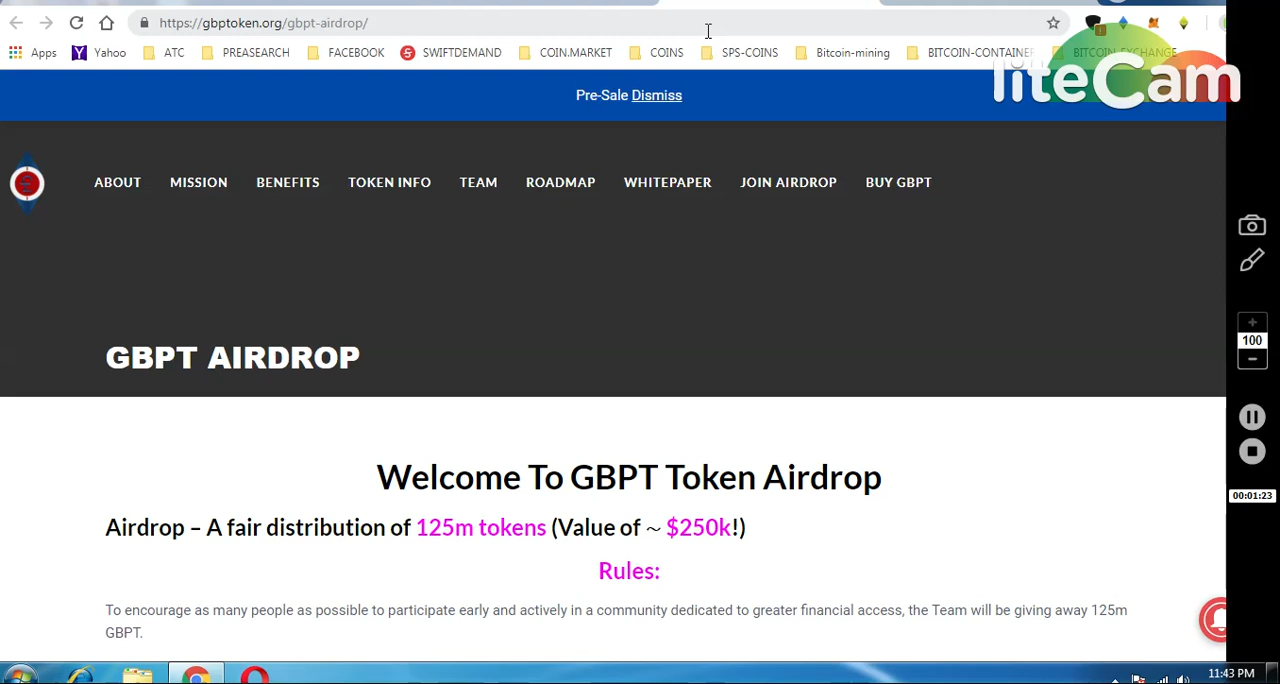 https://gbptoken.org/gbpt-airdrop/
Apps Yahoo ATC PREASEARCH FACEBOOK SWIFTDEMAND COIN.MARKET COINS SPS-COINS Bitcoin-mining BITCOIN-CONTAINER BITCOIN-EXCHANGE
liteCam
Pre-Sale Dismiss
ABOUT MISSION BENEFITS TOKEN INFO TEAM ROADMAP WHITEPAPER JOIN AIRDROP BUY GBPT
GBPT AIRDROP
100
Welcome To GBPT Token Airdrop
00:01:23
Airdrop – A fair distribution of 125m tokens (Value of ~ $250k!)
Rules:
To encourage as many people as possible to participate early and actively in a community dedicated to greater financial access, the Team will be giving away 125m
GBPT.
11:43 PM